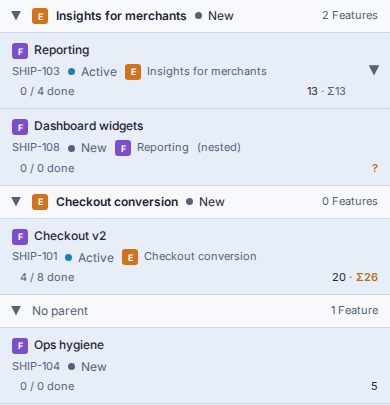 ▼ E Insights for merchants ● New 2 Features
F Reporting
SHIP-103 ● Active E Insights for merchants ▼
0 / 4 done 13 · Σ13
F Dashboard widgets
SHIP-108 ● New F Reporting (nested)
0 / 0 done ?
▼ E Checkout conversion ● New 0 Features
F Checkout v2
SHIP-101 ● Active E Checkout conversion
4 / 8 done 20 · Σ26
▼ No parent 1 Feature
F Ops hygiene
SHIP-104 ● New
0 / 0 done 5